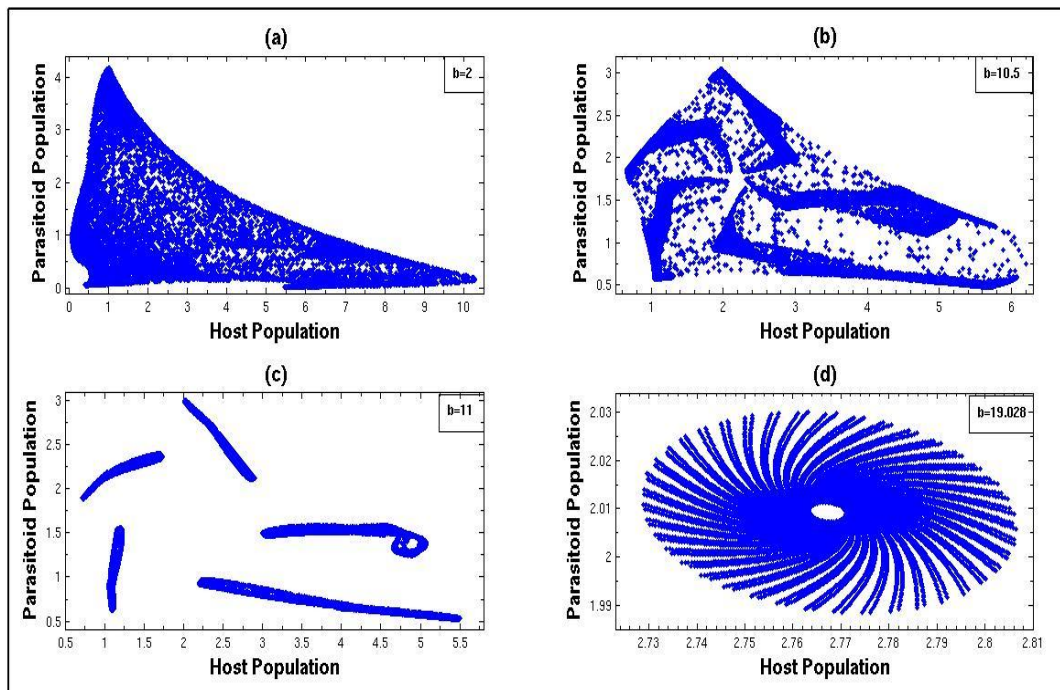 (a)
b=2
Parasitoid Population
4
3
2
1
0
0 1 2 3 4 5 6 7 8 9 10
Host Population
(b)
b=10.5
Parasitoid Population
3
2.5
2
1.5
1
0.5
1 2 3 4 5 6
Host Population
(c)
b=11
Parasitoid Population
3
2.5
2
1.5
1
0.5
0.5 1 1.5 2 2.5 3 3.5 4 4.5 5 5.5
Host Population
(d)
b=19.028
Parasitoid Population
2.03
2.02
2.01
2
1.99
2.73 2.74 2.75 2.76 2.77 2.78 2.79 2.8 2.81
Host Population